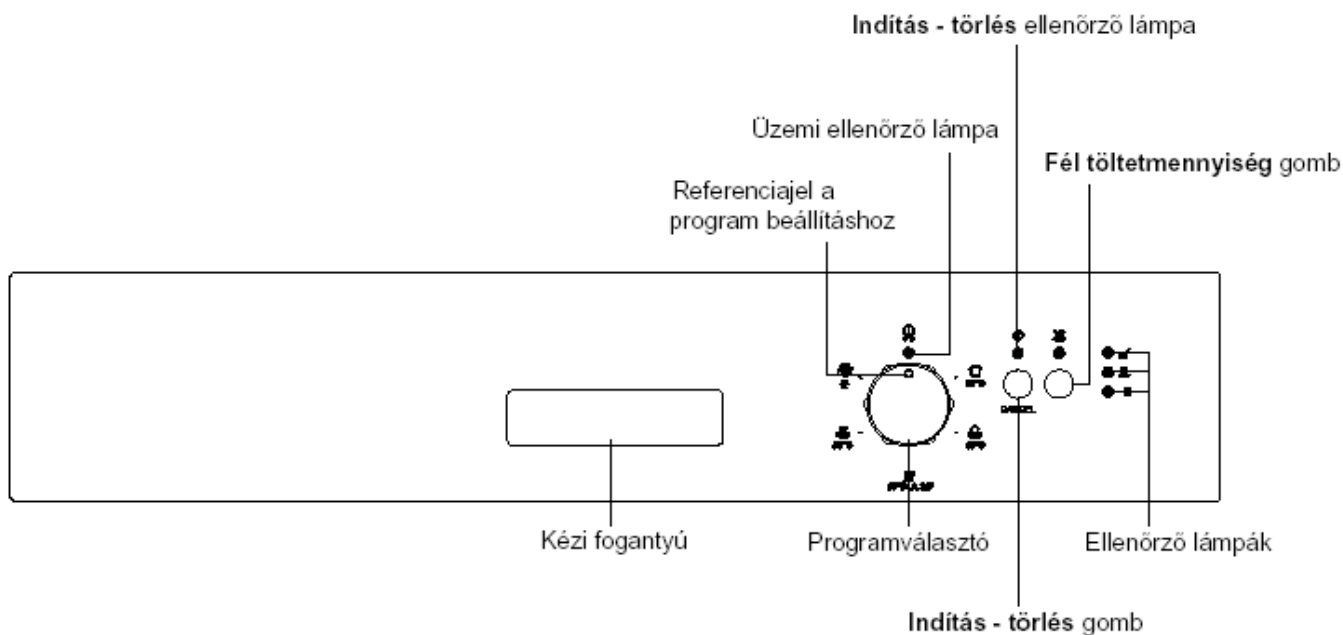 Indítás - törlés ellenőrző lámpa
Üzemi ellenőrző lámpa
Fél töltetmennyiség gomb
Referenciajel a
program beállításhoz
Kézi fogantyú
Programválasztó
Ellenőrző lámpák
Indítás - törlés gomb